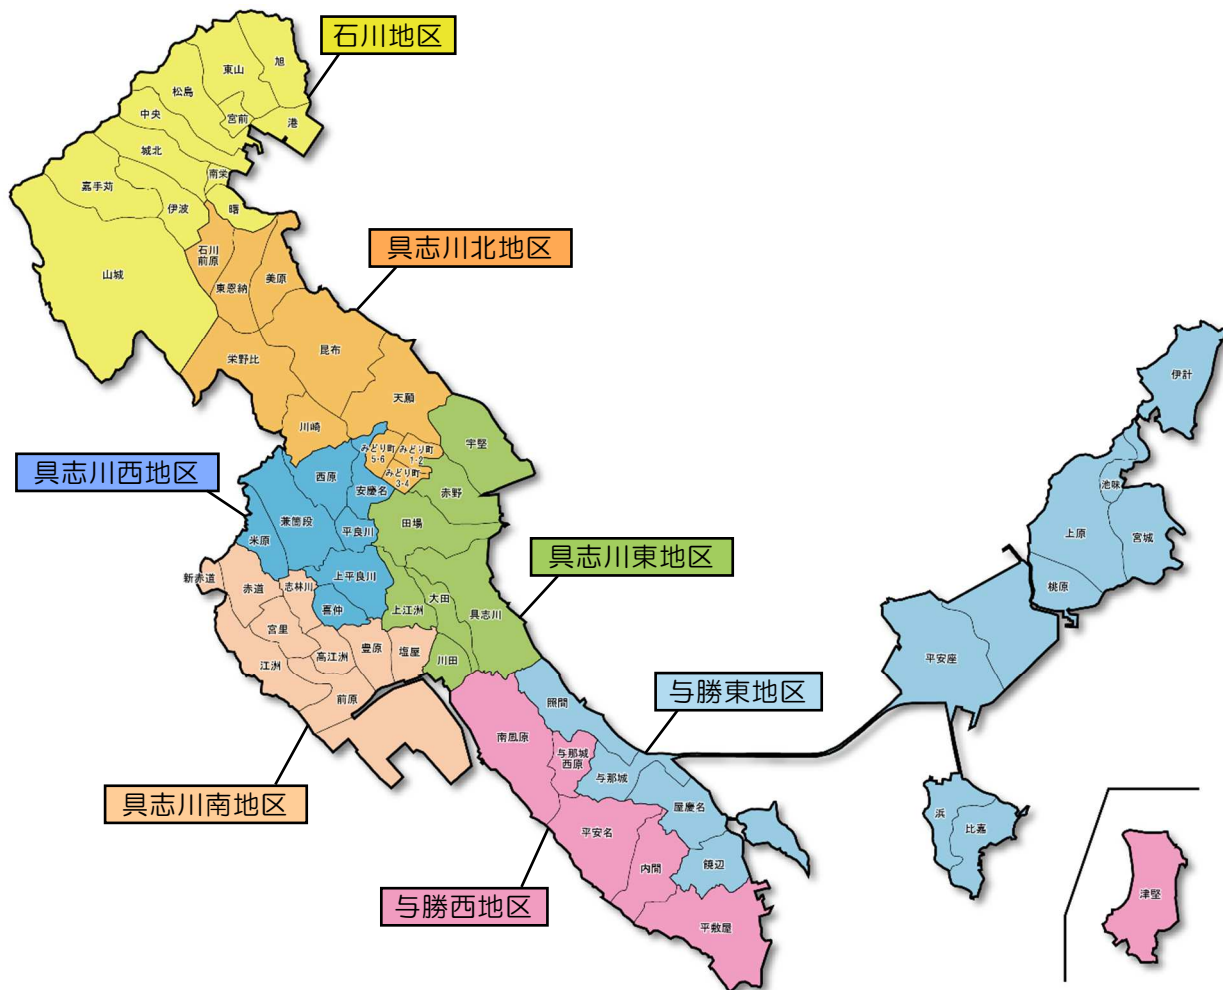 石川地区
旭
東山
松島
中央
宮前
港
城北
南栄
嘉手苅
伊波
曙
山城
具志川北地区
石川
前原
東恩納
美原
昆布
栄野比
天願
川崎
みどり町
5・6
みどり町
1・2
みどり町
3・4
具志川西地区
西原
安慶名
兼箇段
平良川
米原
上平良川
喜仲
具志川東地区
宇堅
赤野
田場
大田
上江洲
具志川
川田
新赤道
赤道
志林川
宮里
高江洲
豊原
塩屋
江洲
前原
具志川南地区
与勝東地区
照間
与那城
屋慶名
饒辺
伊計
池味
上原
宮城
桃原
平安座
浜
比嘉
南風原
与那城
西原
平安名
内間
平敷屋
与勝西地区
津堅